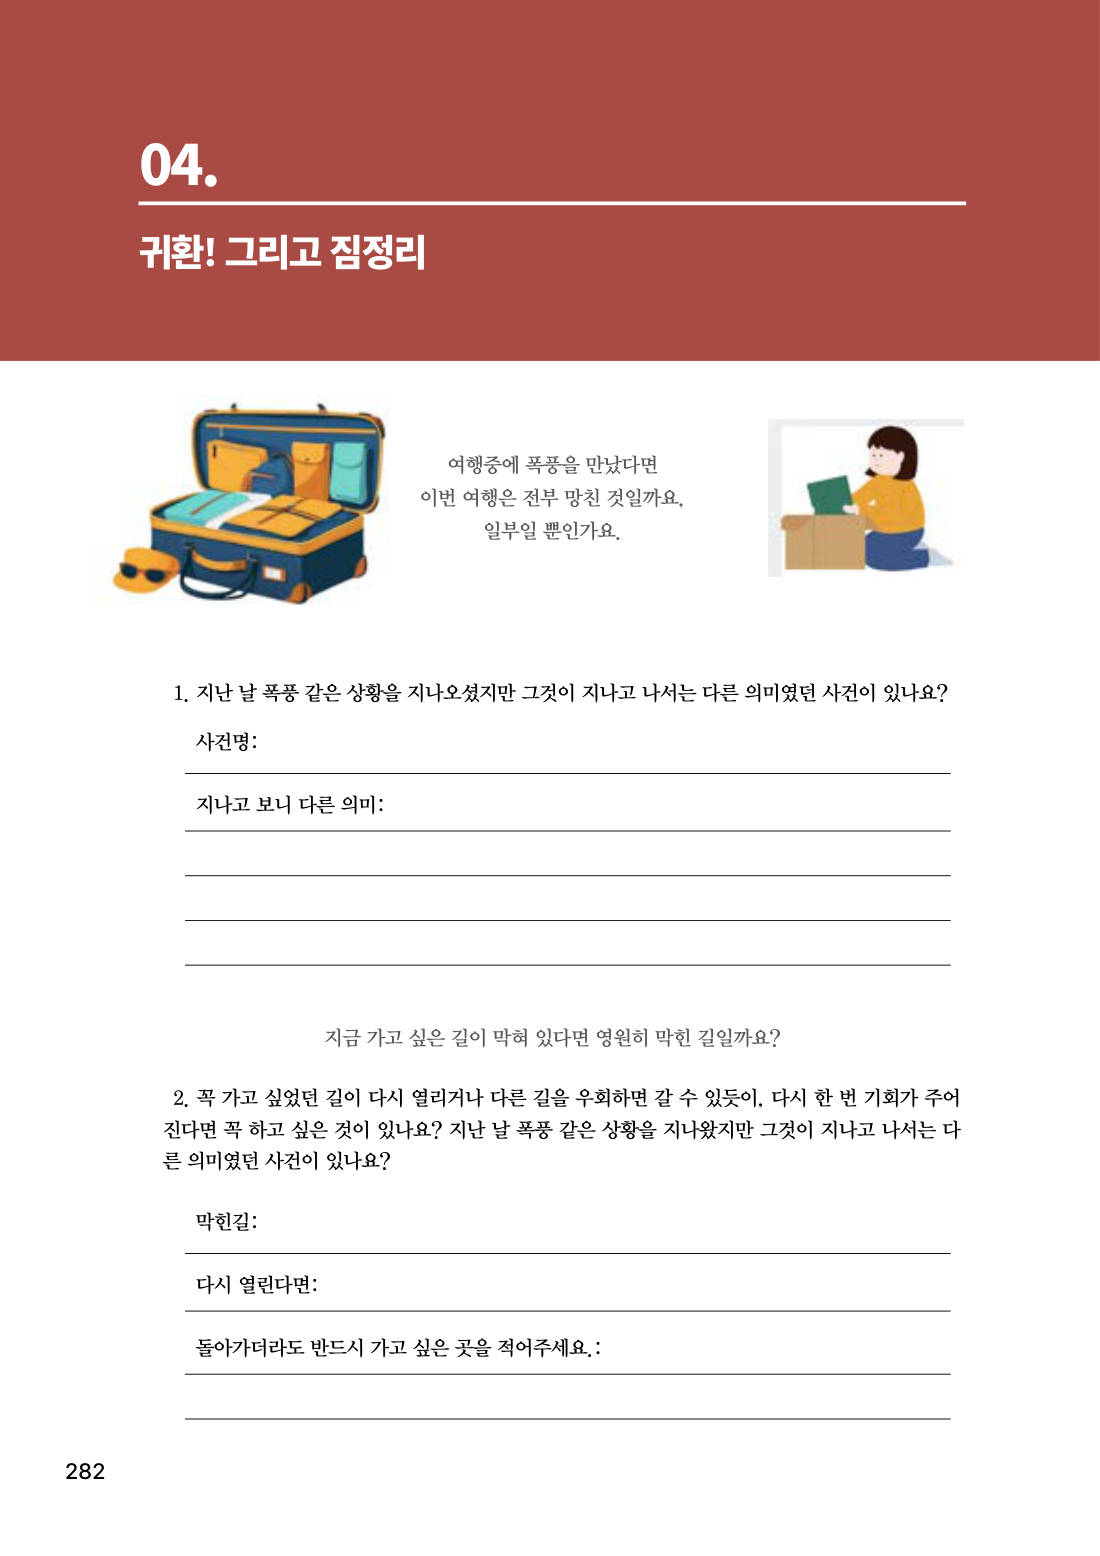 04.
귀환! 그리고 짐정리
여행중에 폭풍을 만났다면
이번 여행은 전부 망친 것일까요,
일부일 뿐인가요.
1. 지난 날 폭풍 같은 상황을 지나오셨지만 그것이 지나고 나서는 다른 의미였던 사건이 있나요?
사건명:
지나고 보니 다른 의미:
지금 가고 싶은 길이 막혀 있다면 영원히 막힌 길일까요?
2. 꼭 가고 싶었던 길이 다시 열리거나 다른 길을 우회하면 갈 수 있듯이, 다시 한 번 기회가 주어
진다면 꼭 하고 싶은 것이 있나요? 지난 날 폭풍 같은 상황을 지나왔지만 그것이 지나고 나서는 다
른 의미였던 사건이 있나요?
막힌길:
다시 열린다면:
돌아가더라도 반드시 가고 싶은 곳을 적어주세요.:
282